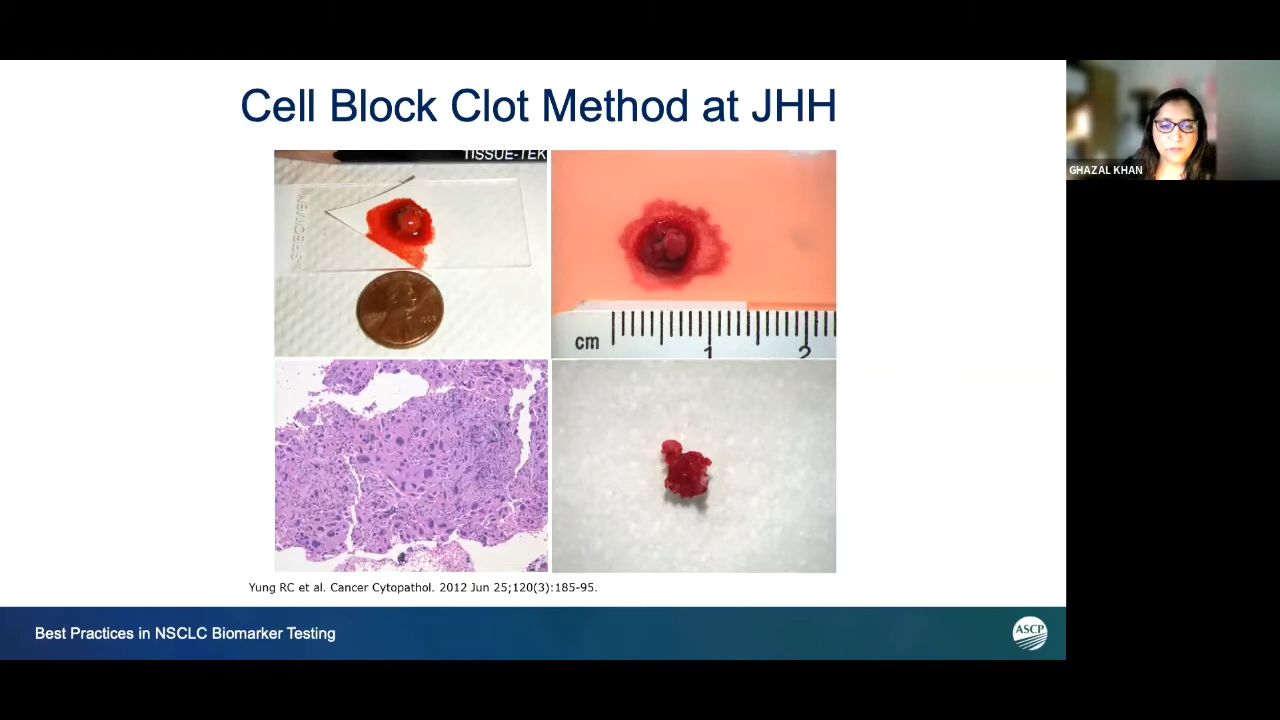 Cell Block Clot Method at JHH
TISSUE-TEK
SPECIMEN
cm
1
2
GHAZAL KHAN
Yung RC et al. Cancer Cytopathol. 2012 Jun 25;120(3):185-95.
Best Practices in NSCLC Biomarker Testing
ASCP